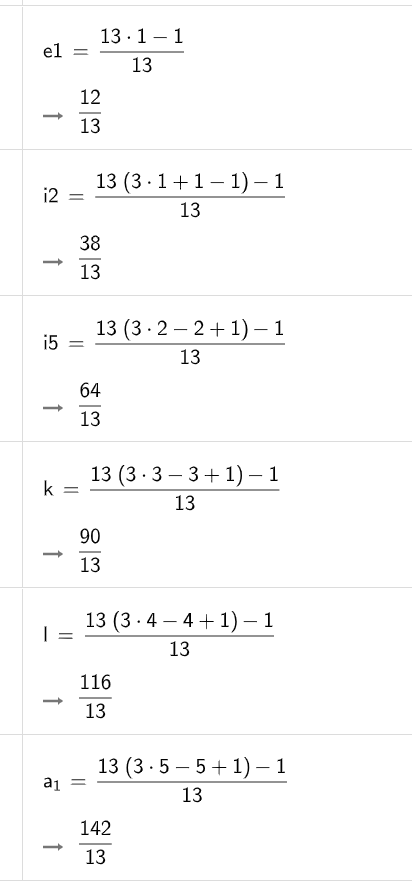 e1 = (13 · 1 − 1)/13
→ 12/13
i2 = (13 (3 · 1 + 1 − 1) − 1)/13
→ 38/13
i5 = (13 (3 · 2 − 2 + 1) − 1)/13
→ 64/13
k = (13 (3 · 3 − 3 + 1) − 1)/13
→ 90/13
l = (13 (3 · 4 − 4 + 1) − 1)/13
→ 116/13
a₁ = (13 (3 · 5 − 5 + 1) − 1)/13
→ 142/13